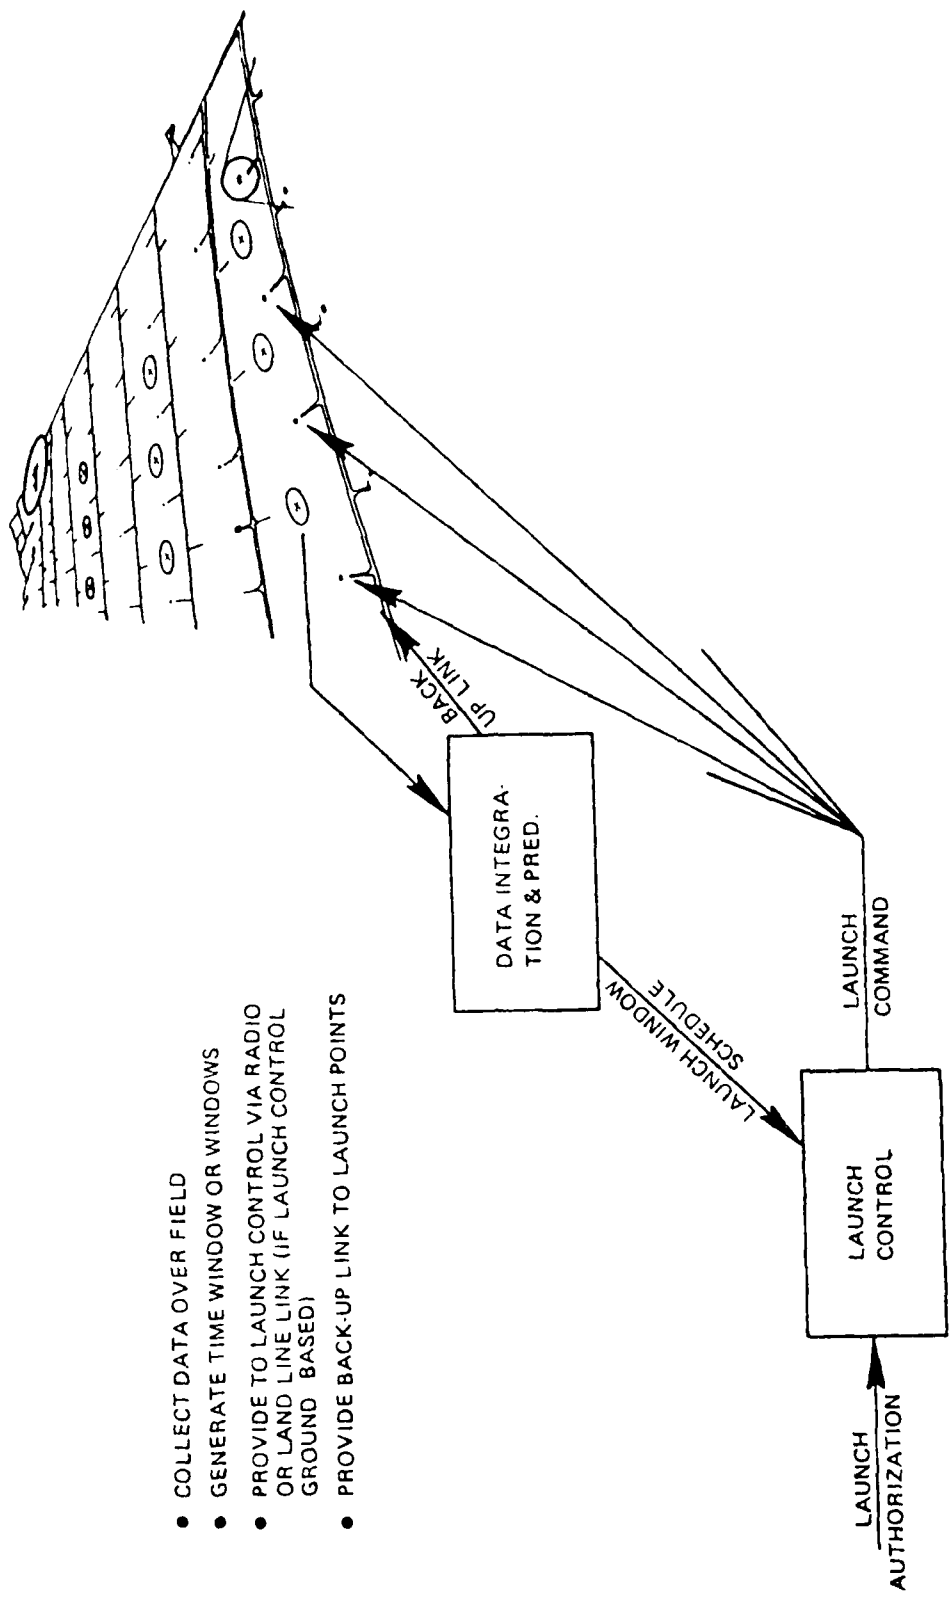 ● COLLECT DATA OVER FIELD
● GENERATE TIME WINDOW OR WINDOWS
● PROVIDE TO LAUNCH CONTROL VIA RADIO
OR LAND LINE LINK (IF LAUNCH CONTROL
GROUND BASED)
● PROVIDE BACK-UP LINK TO LAUNCH POINTS
BACK
UP LINK
DATA INTEGRA-
TION & PRED.
LAUNCH WINDOW
SCHEDULE
LAUNCH
AUTHORIZATION
LAUNCH
CONTROL
LAUNCH
COMMAND